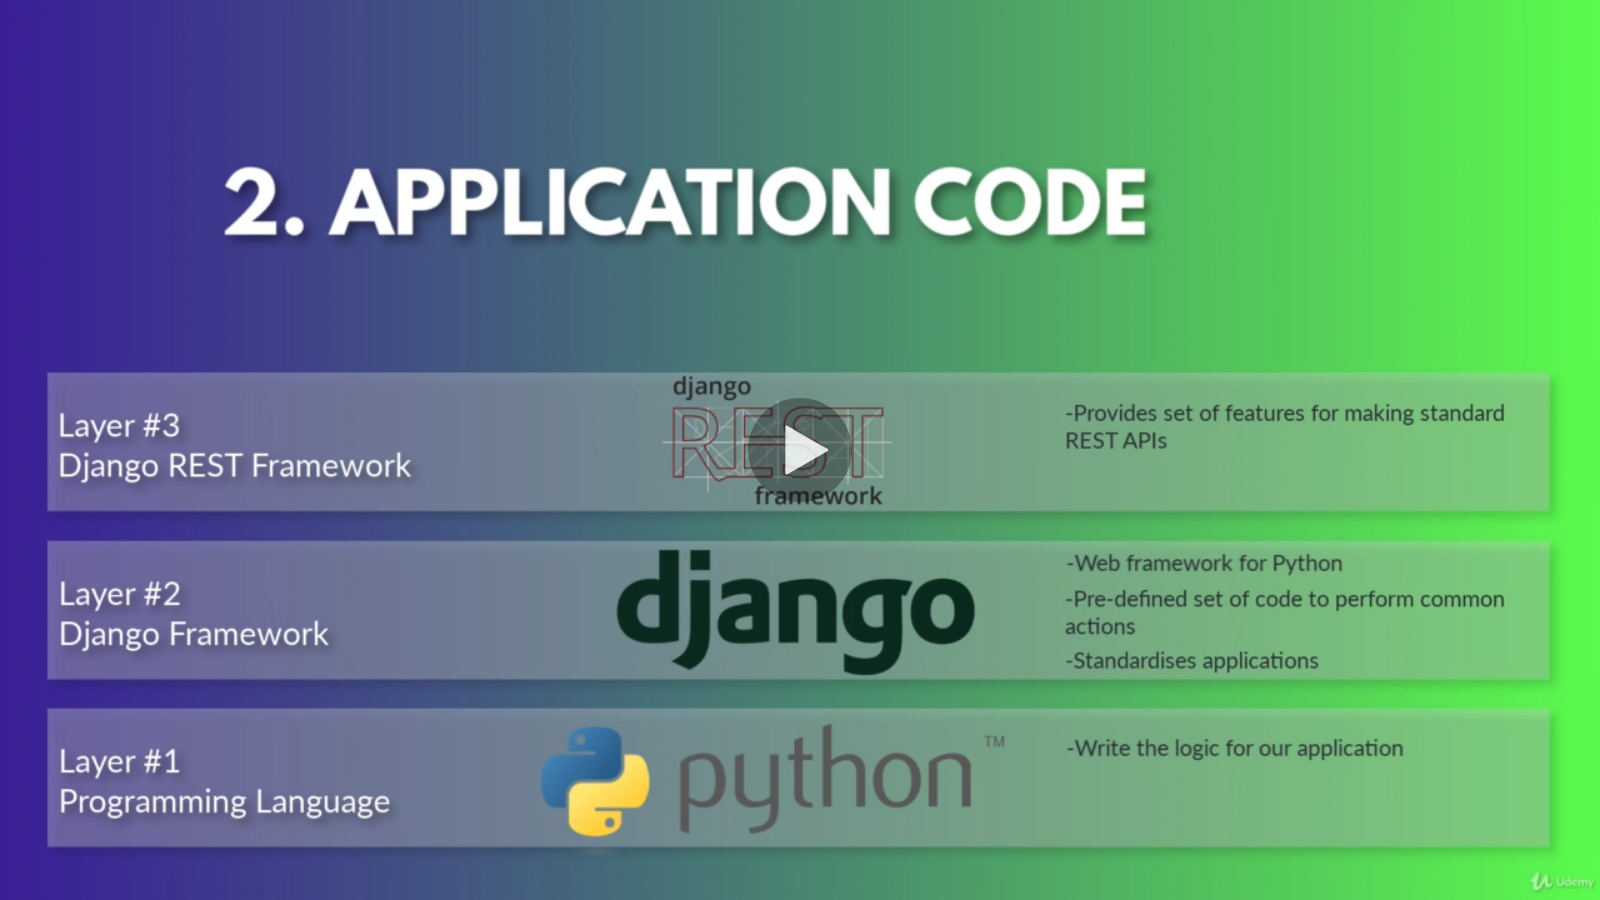 2. APPLICATION CODE
Layer #3
Django REST Framework
django
REST
framework
-Provides set of features for making standard
REST APIs
Layer #2
Django Framework
django
-Web framework for Python
-Pre-defined set of code to perform common
actions
-Standardises applications
Layer #1
Programming Language
python™
-Write the logic for our application
Udemy